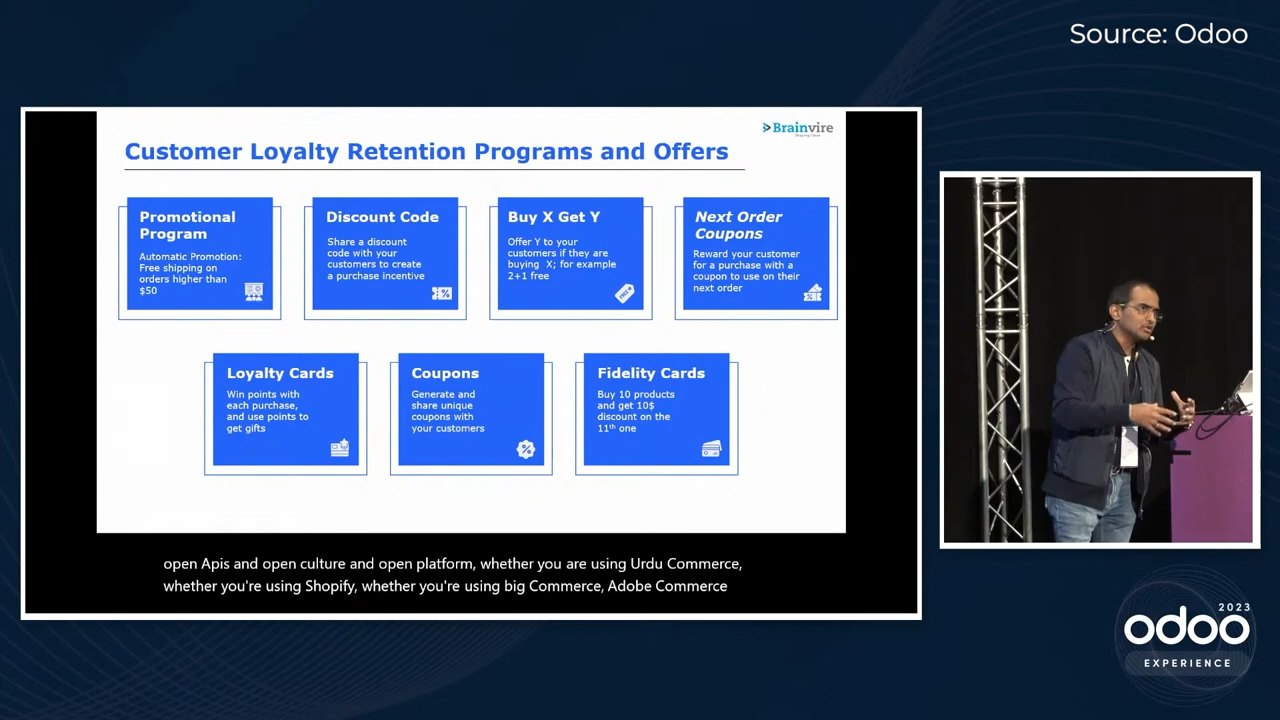 Source: Odoo
Brainvire
Customer Loyalty Retention Programs and Offers
Promotional
Program
Automatic Promotion:
Free shipping on
orders higher than
$50
Discount Code
Share a discount
code with your
customers to create
a purchase incentive
Buy X Get Y
Offer Y to your
customers if they are
buying X; for example
2+1 free
FREE
Next Order
Coupons
Reward your customer
for a purchase with a
coupon to use on their
next order
Loyalty Cards
Win points with
each purchase,
and use points to
get gifts
Coupons
Generate and
share unique
coupons with
your customers
Fidelity Cards
Buy 10 products
and get 10$
discount on the
11th one
open Apis and open culture and open platform, whether you are using Urdu Commerce,
whether you're using Shopify, whether you're using big Commerce, Adobe Commerce
2023
odoo
EXPERIENCE